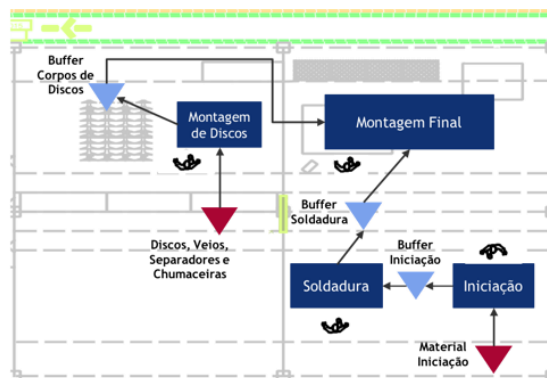 Buffer
Corpos de
Discos
Montagem
de Discos
Montagem Final
Buffer
Soldadura
Discos, Veios,
Separadores e
Chumaceiras
Buffer
Iniciação
Soldadura
Iniciação
Material
Iniciação